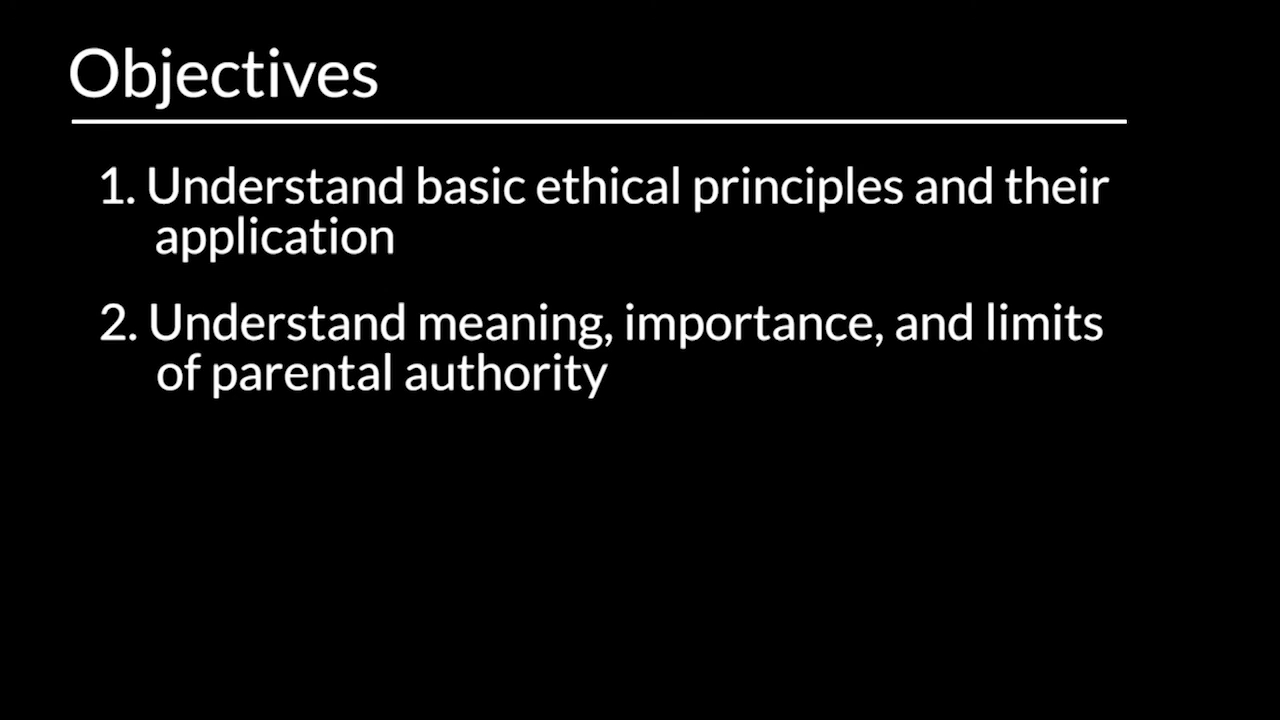 Objectives
1. Understand basic ethical principles and their
application
2. Understand meaning, importance, and limits
of parental authority